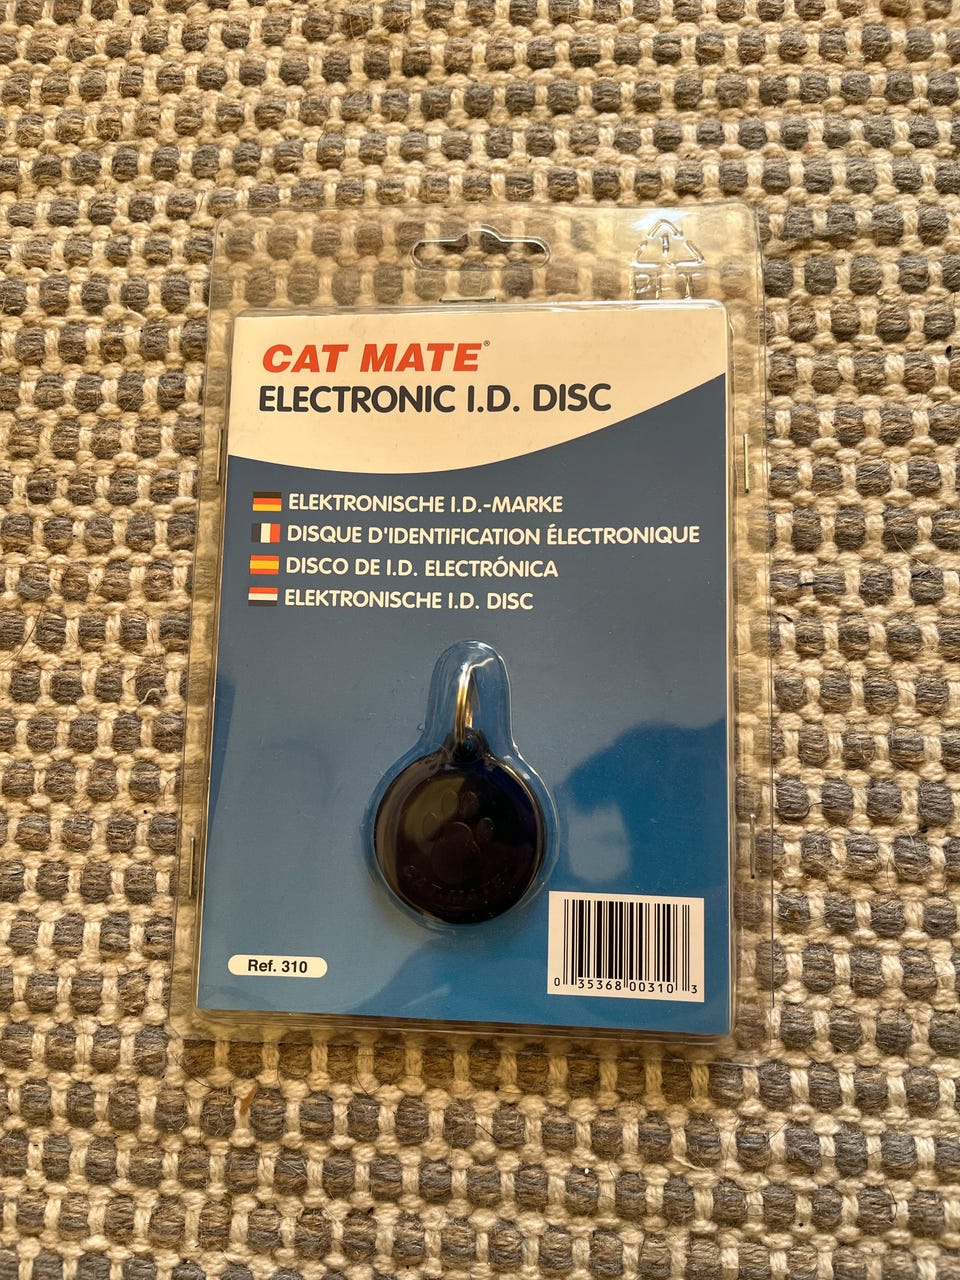 CAT MATE®
ELECTRONIC I.D. DISC
ELEKTRONISCHE I.D.-MARKE
DISQUE D'IDENTIFICATION ÉLECTRONIQUE
DISCO DE I.D. ELECTRÓNICA
ELEKTRONISCHE I.D. DISC
CAT MATE
Ref. 310
0 35368 00310 3